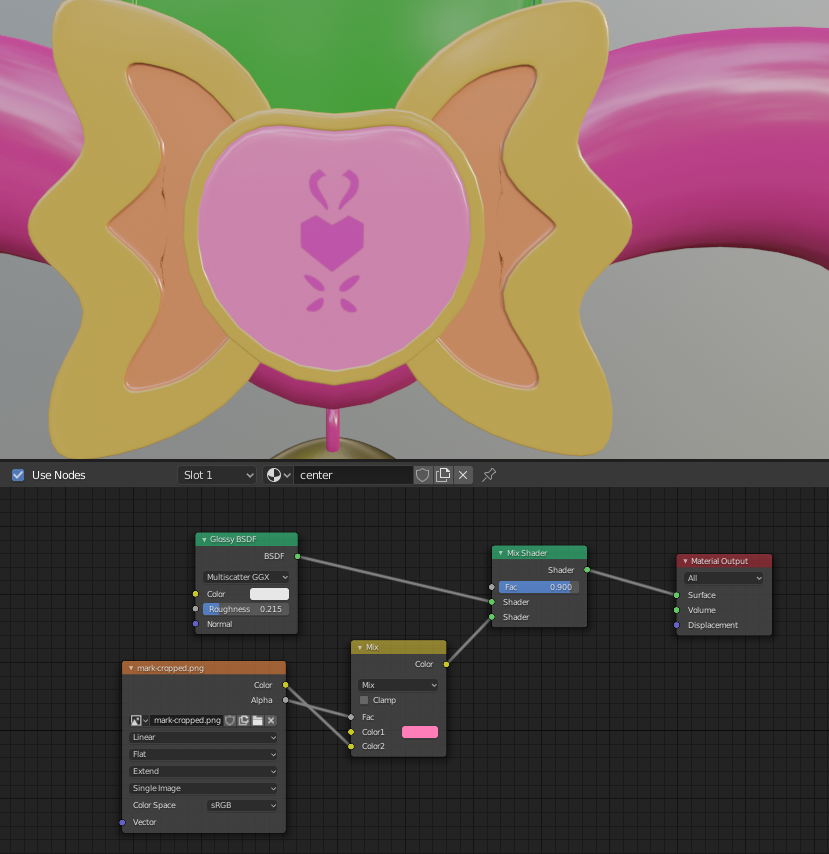 Use Nodes
Slot 1
center
Glossy BSDF
BSDF
Multiscatter GGX
Color
Roughness 0.215
Normal
Mix Shader
Shader
Fac 0.900
Shader
Shader
Material Output
All
Surface
Volume
Displacement
mark-cropped.png
Color
Alpha
mark-cropped.png
Linear
Flat
Extend
Single Image
Color Space sRGB
Vector
Mix
Color
Mix
Clamp
Fac
Color1
Color2